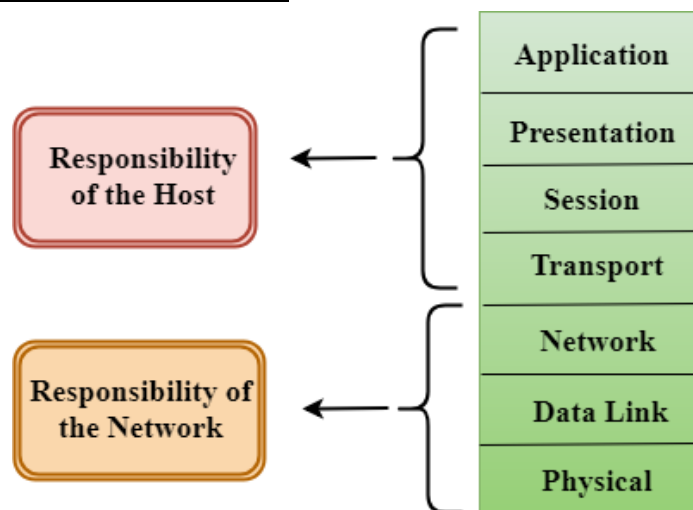 Application
Presentation
Session
Transport
Network
Data Link
Physical
Responsibility
of the Host
Responsibility of
the Network